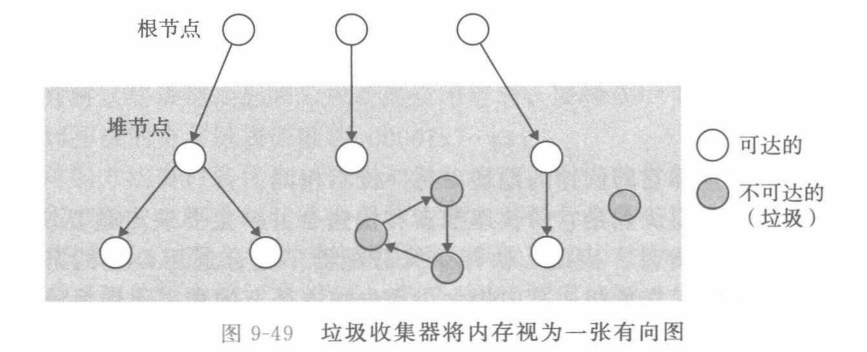 根节点
堆节点
可达的
不可达的
（垃圾）
图 9-49 垃圾收集器将内存视为一张有向图